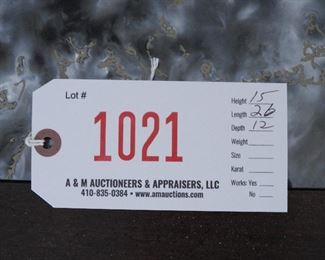 Lot #
1021
Height 15
Length 26
Depth 12
Weight
Size
Karat
Works: Yes
No
A & M AUCTIONEERS & APPRAISERS, LLC
410-835-0384 • www.amauctions.com